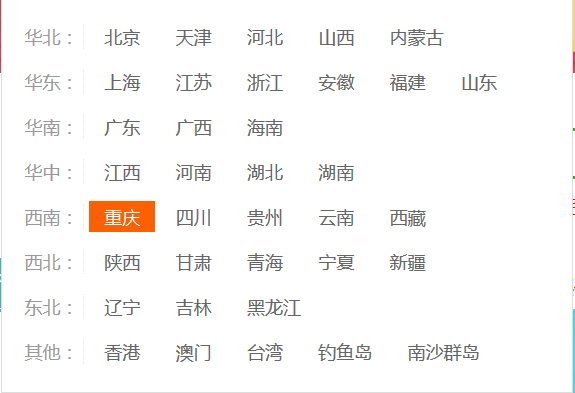 华北： 北京 天津 河北 山西 内蒙古
华东： 上海 江苏 浙江 安徽 福建 山东
华南： 广东 广西 海南
华中： 江西 河南 湖北 湖南
西南： 重庆 四川 贵州 云南 西藏
西北： 陕西 甘肃 青海 宁夏 新疆
东北： 辽宁 吉林 黑龙江
其他： 香港 澳门 台湾 钓鱼岛 南沙群岛